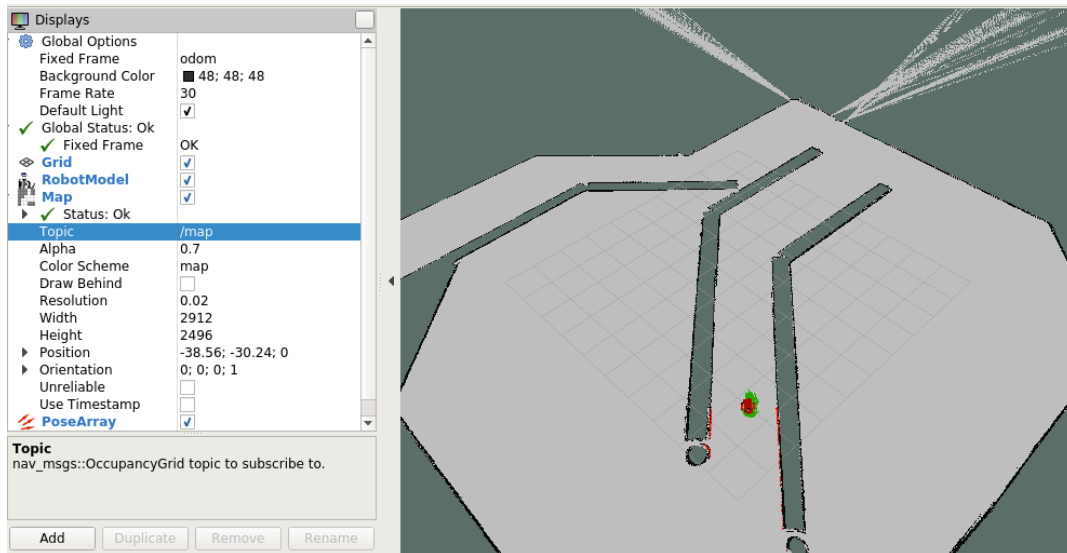 Displays
Global Options
Fixed Frame odom
Background Color 48; 48; 48
Frame Rate 30
Default Light
Global Status: Ok
Fixed Frame OK
Grid
RobotModel
Map
Status: Ok
Topic /map
Alpha 0.7
Color Scheme map
Draw Behind
Resolution 0.02
Width 2912
Height 2496
Position -38.56; -30.24; 0
Orientation 0; 0; 0; 1
Unreliable
Use Timestamp
PoseArray
Topic
nav_msgs::OccupancyGrid topic to subscribe to.
Add Duplicate Remove Rename